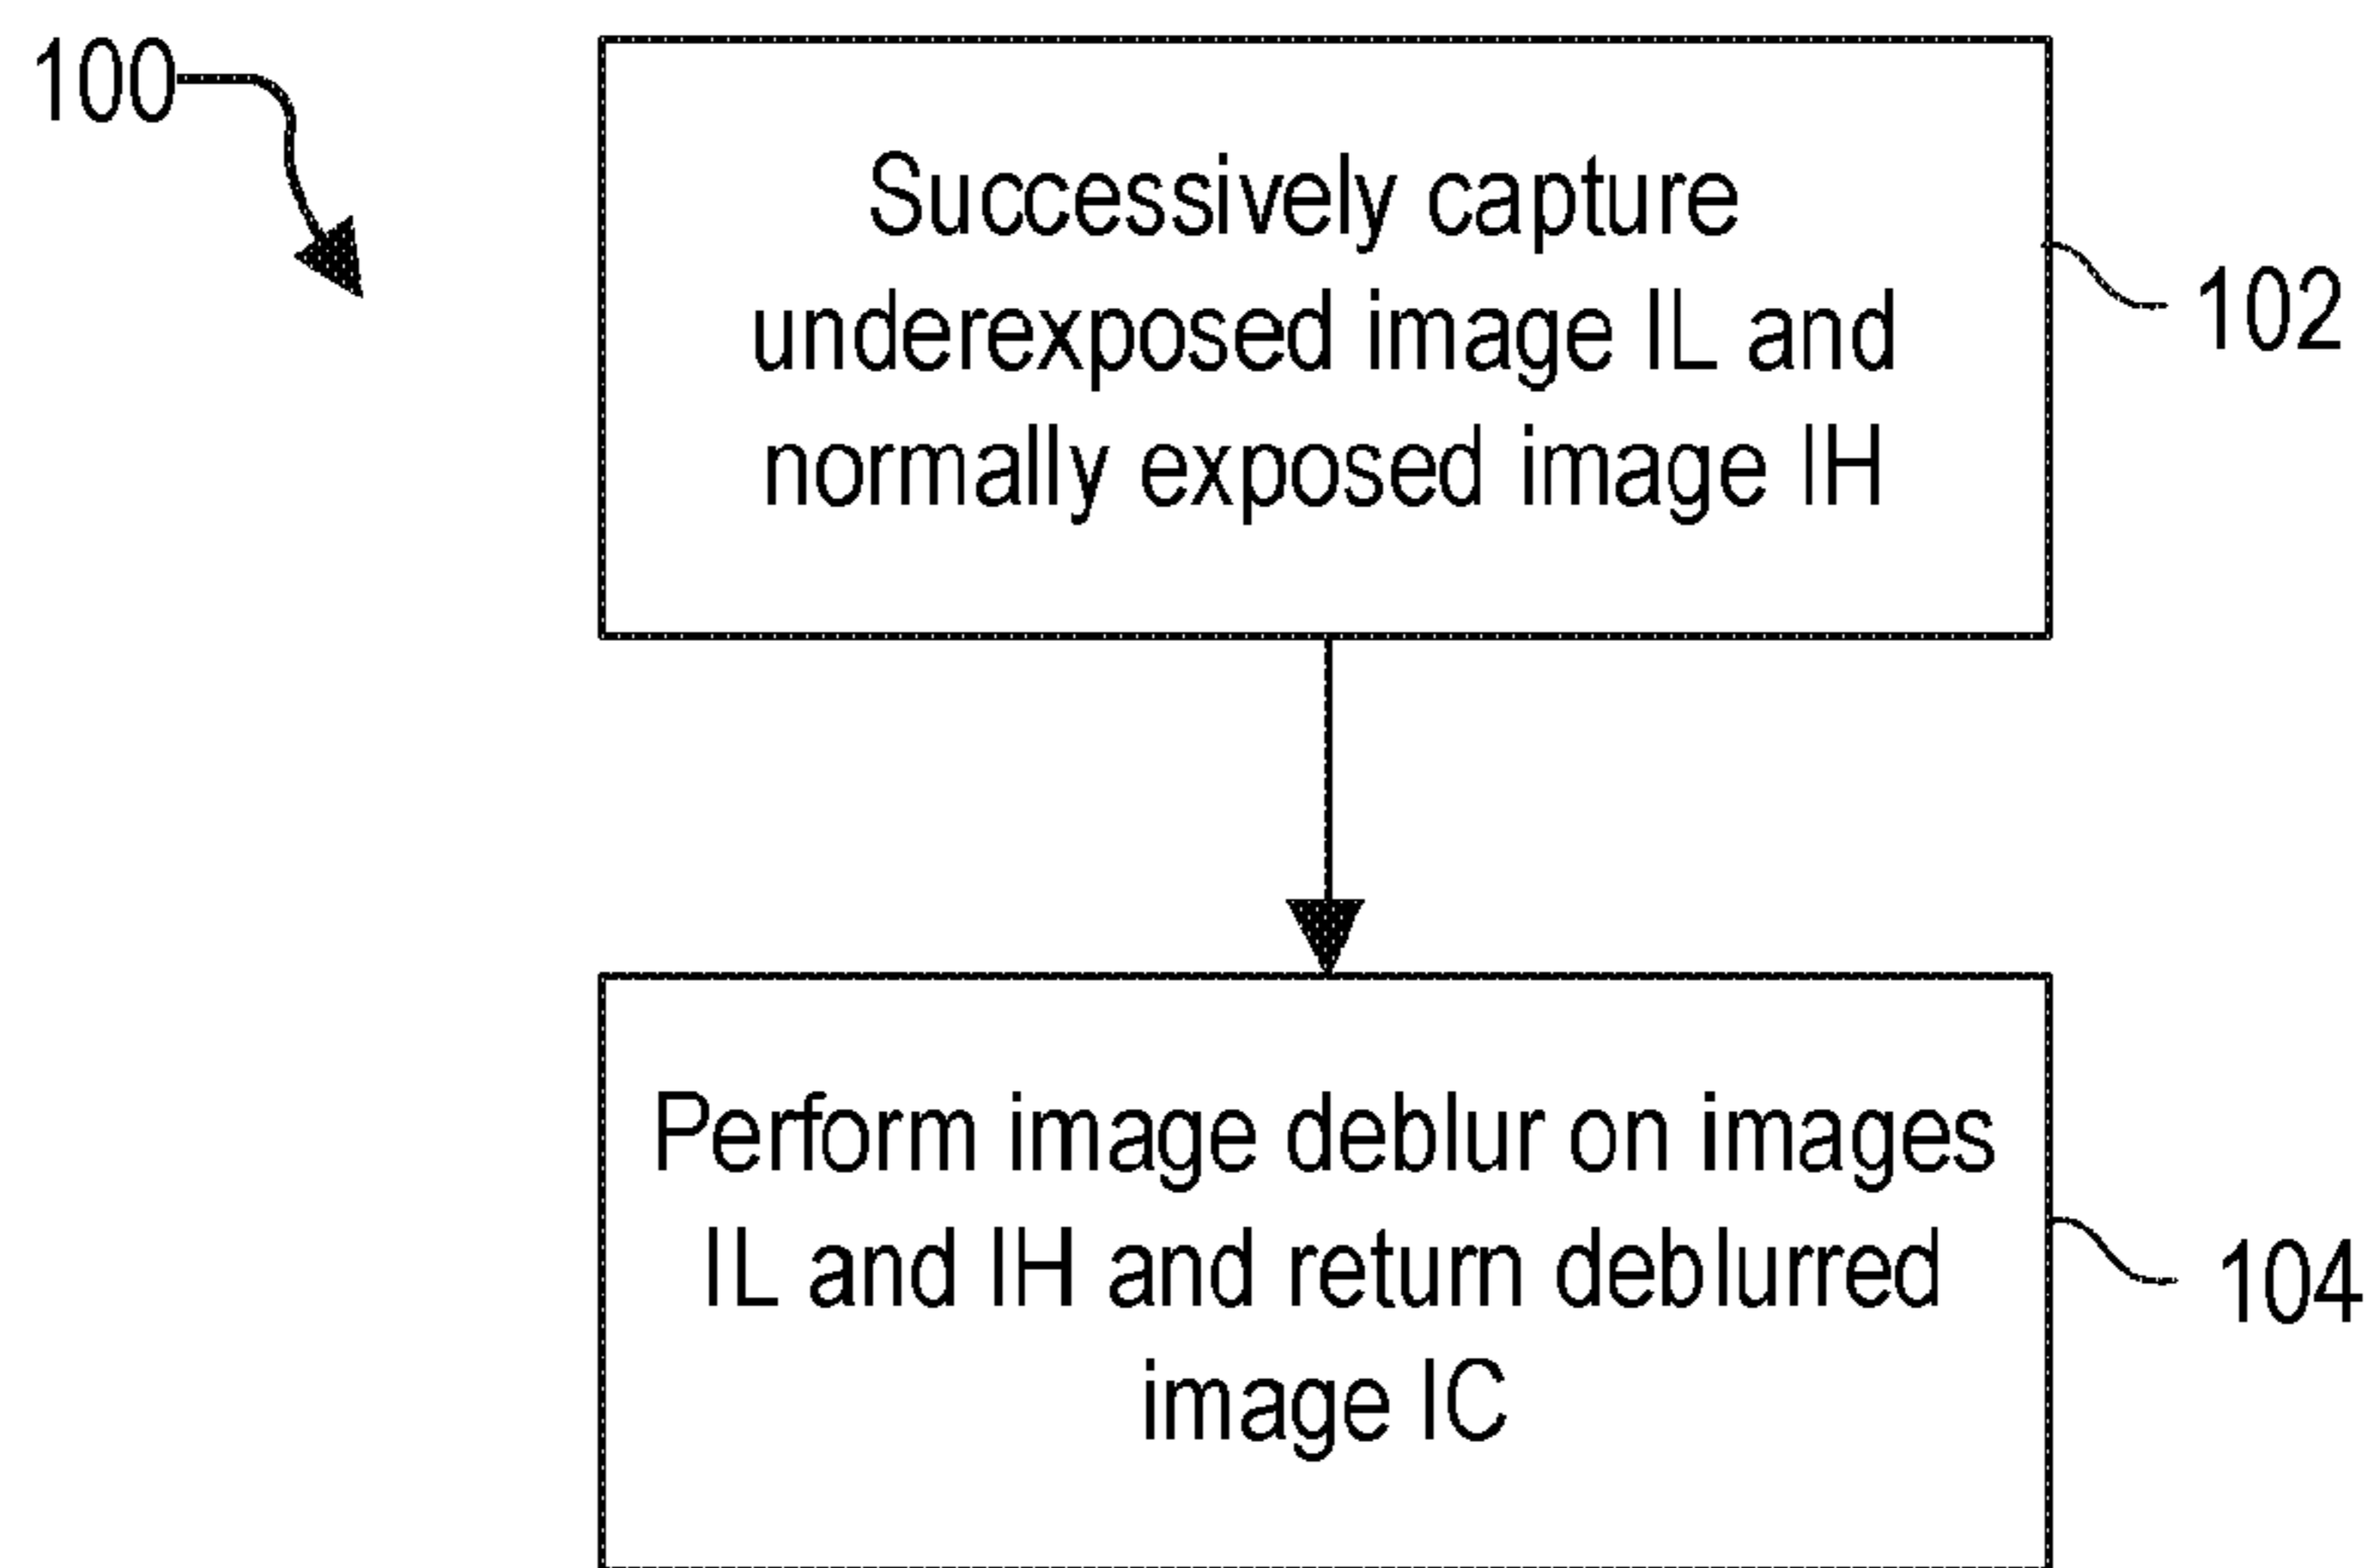 100
Successively capture
underexposed image IL and
normally exposed image IH
102
Perform image deblur on images
IL and IH and return deblurred
image IC
104